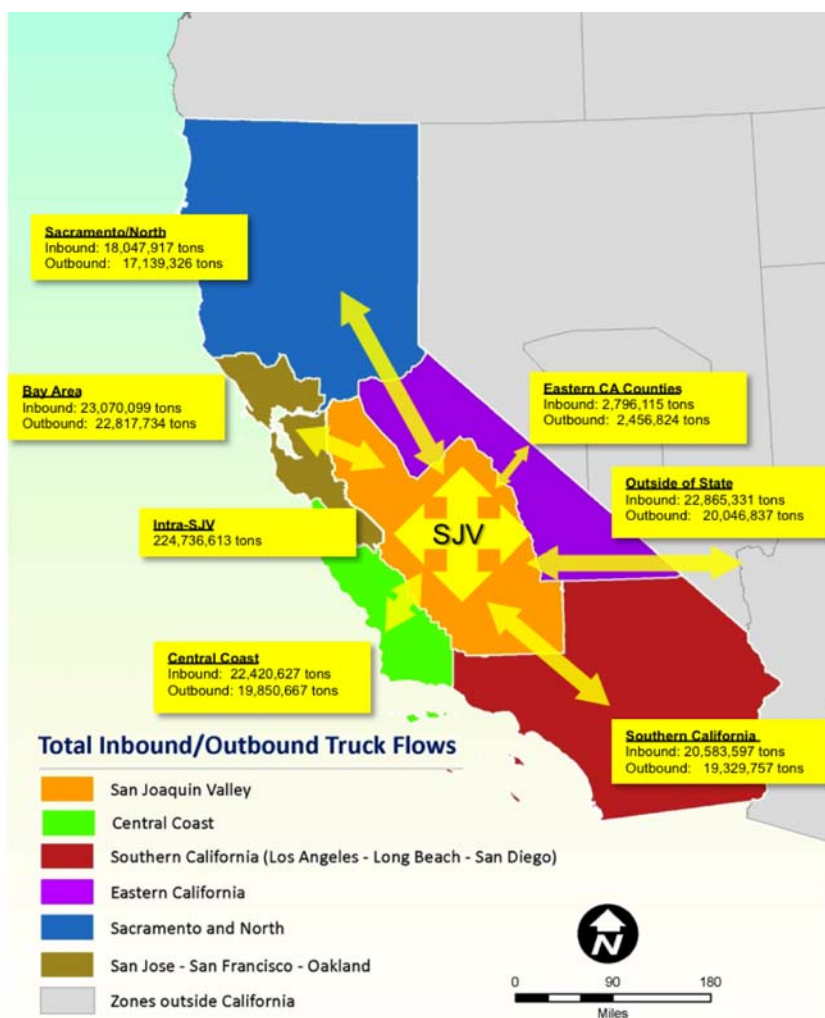 Sacramento/North
Inbound: 18,047,917 tons
Outbound: 17,139,326 tons
Bay Area
Inbound: 23,070,099 tons
Outbound: 22,817,734 tons
Eastern CA Counties
Inbound: 2,796,115 tons
Outbound: 2,456,824 tons
Outside of State
Inbound: 22,865,331 tons
Outbound: 20,046,837 tons
Intra-SJV
224,736,613 tons
SJV
Central Coast
Inbound: 22,420,627 tons
Outbound: 19,850,667 tons
Southern California
Inbound: 20,583,597 tons
Outbound: 19,329,757 tons
Total Inbound/Outbound Truck Flows
San Joaquin Valley
Central Coast
Southern California (Los Angeles - Long Beach - San Diego)
Eastern California
Sacramento and North
San Jose - San Francisco - Oakland
Zones outside California
N
0 90 180
Miles